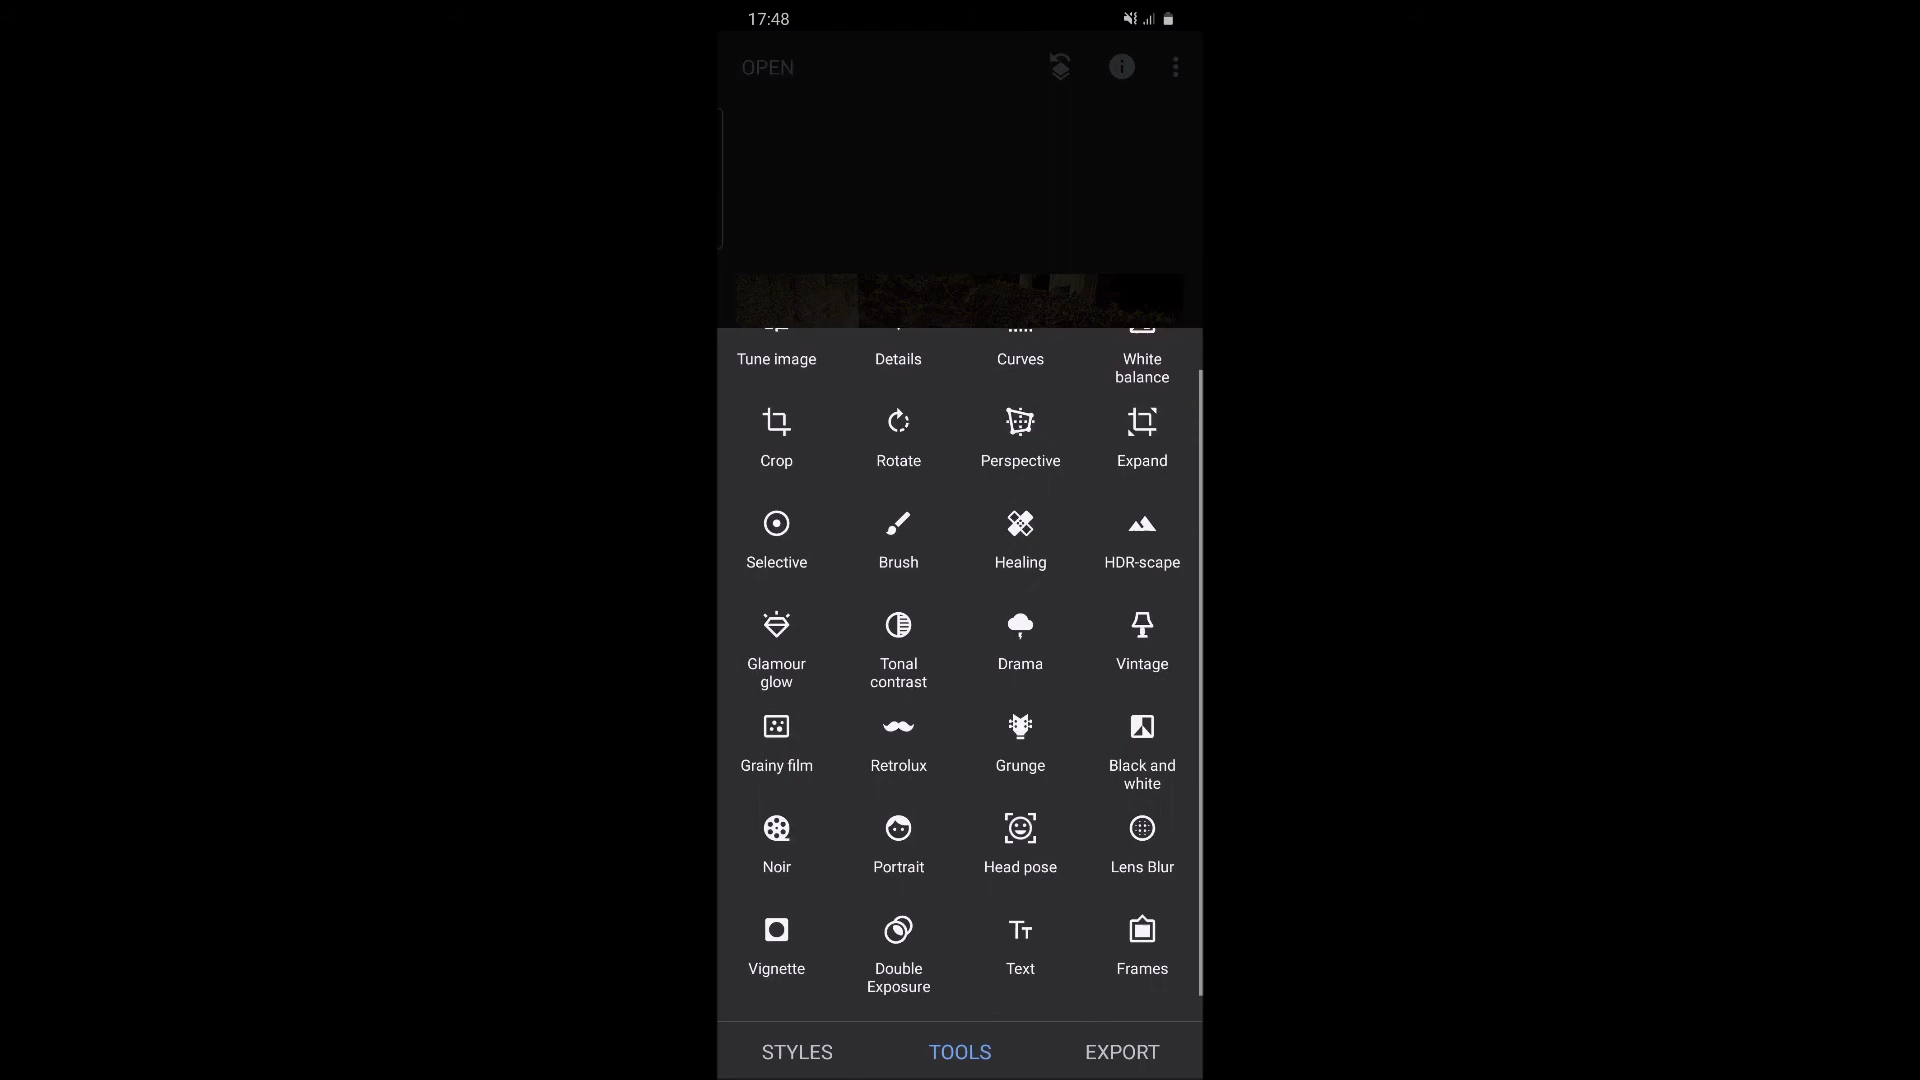 17:48
OPEN
Tune image Details Curves White
balance
Crop Rotate Perspective Expand
Selective Brush Healing HDR-scape
Glamour Tonal Drama Vintage
glow contrast
Grainy film Retrolux Grunge Black and
white
Noir Portrait Head pose Lens Blur
Vignette Double Text Frames
Exposure
STYLES TOOLS EXPORT